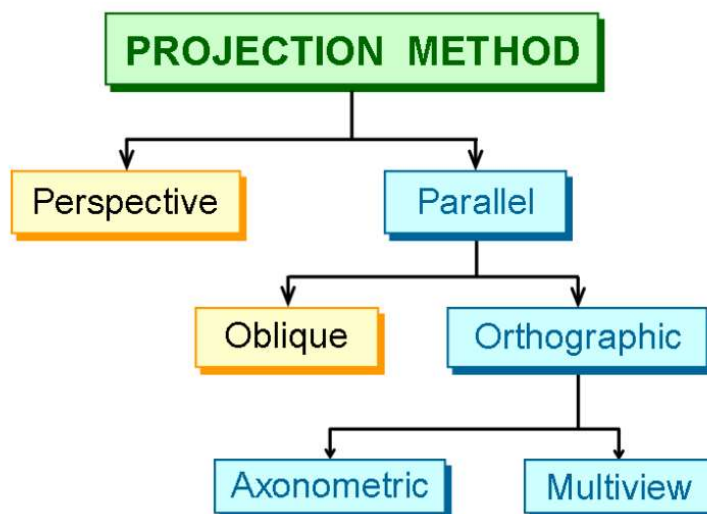 PROJECTION METHOD
Perspective
Parallel
Oblique
Orthographic
Axonometric
Multiview